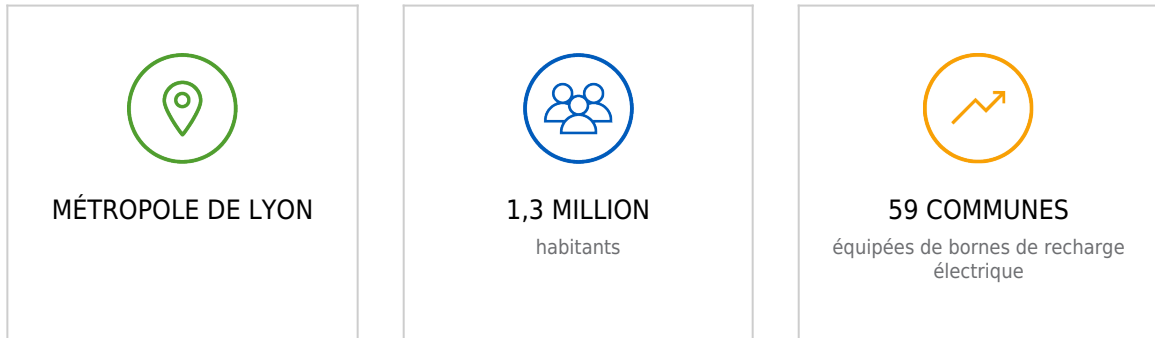 MÉTROPOLE DE LYON
1,3 MILLION
habitants
59 COMMUNES
équipées de bornes de recharge
électrique